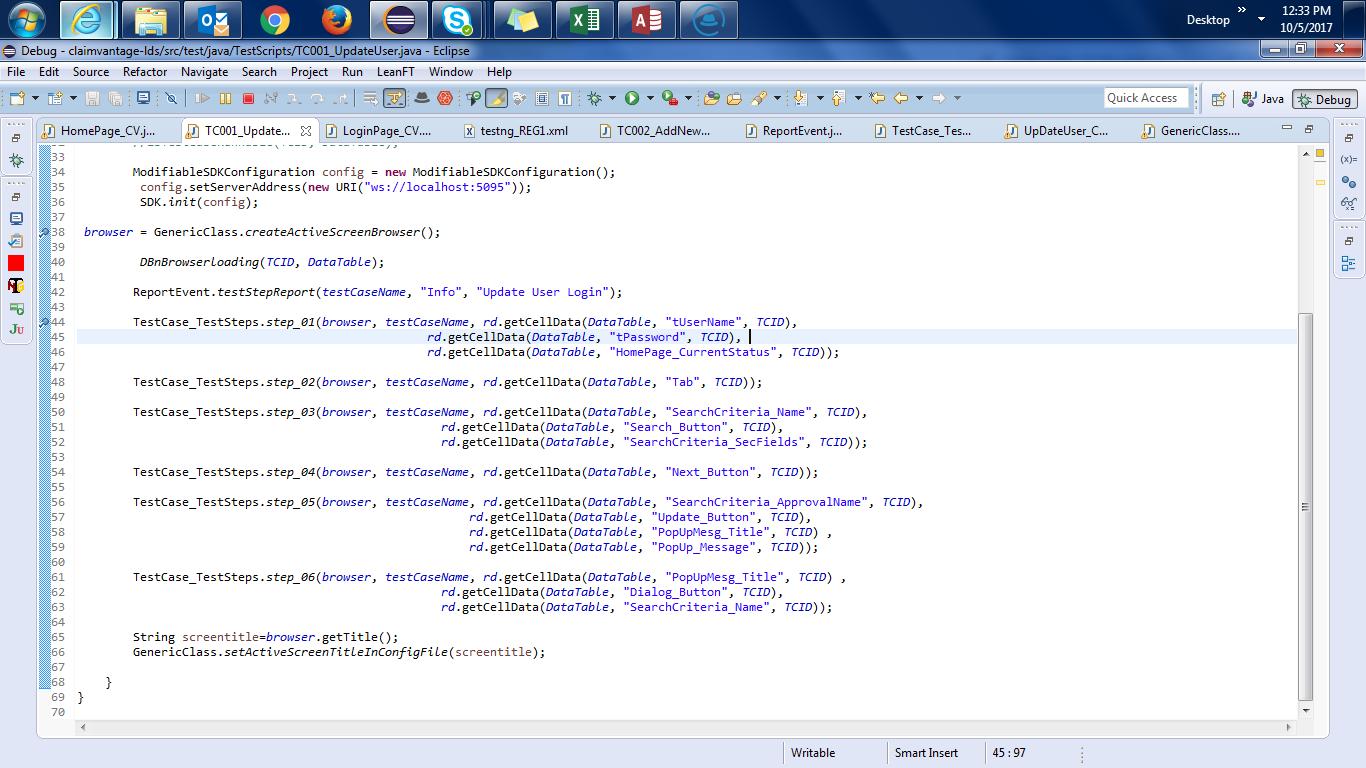 Desktop
12:33 PM
10/5/2017
Debug - claimvantage-lds/src/test/java/TestScripts/TC001_UpdateUser.java - Eclipse
File Edit Source Refactor Navigate Search Project Run LeanFT Window Help
Quick Access Java Debug
HomePage_CV.j... TC001_Update... LoginPage_CV.... testng_REG1.xml TC002_AddNew... ReportEvent.j... TestCase_Tes... UpDateUser_C... GenericClass....
33
34 ModifiableSDKConfiguration config = new ModifiableSDKConfiguration();
35 config.setServerAddress(new URI("ws://localhost:5095"));
36 SDK.init(config);
37
38 browser = GenericClass.createActiveScreenBrowser();
39
40 DBnBrowserloading(TCID, DataTable);
41
42 ReportEvent.testStepReport(testCaseName, "Info", "Update User Login");
43
44 TestCase_TestSteps.step_01(browser, testCaseName, rd.getCellData(DataTable, "tUserName", TCID),
45 rd.getCellData(DataTable, "tPassword", TCID),
46 rd.getCellData(DataTable, "HomePage_CurrentStatus", TCID));
47
48 TestCase_TestSteps.step_02(browser, testCaseName, rd.getCellData(DataTable, "Tab", TCID));
49
50 TestCase_TestSteps.step_03(browser, testCaseName, rd.getCellData(DataTable, "SearchCriteria_Name", TCID),
51 rd.getCellData(DataTable, "Search_Button", TCID),
52 rd.getCellData(DataTable, "SearchCriteria_SecFields", TCID));
53
54 TestCase_TestSteps.step_04(browser, testCaseName, rd.getCellData(DataTable, "Next_Button", TCID));
55
56 TestCase_TestSteps.step_05(browser, testCaseName, rd.getCellData(DataTable, "SearchCriteria_ApprovalName", TCID),
57 rd.getCellData(DataTable, "Update_Button", TCID),
58 rd.getCellData(DataTable, "PopUpMesg_Title", TCID) ,
59 rd.getCellData(DataTable, "PopUp_Message", TCID));
60
61 TestCase_TestSteps.step_06(browser, testCaseName, rd.getCellData(DataTable, "PopUpMesg_Title", TCID) ,
62 rd.getCellData(DataTable, "Dialog_Button", TCID),
63 rd.getCellData(DataTable, "SearchCriteria_Name", TCID));
64
65 String screentitle=browser.getTitle();
66 GenericClass.setActiveScreenTitleInConfigFile(screentitle);
67
68 }
69 }
70
Writable Smart Insert 45 : 97